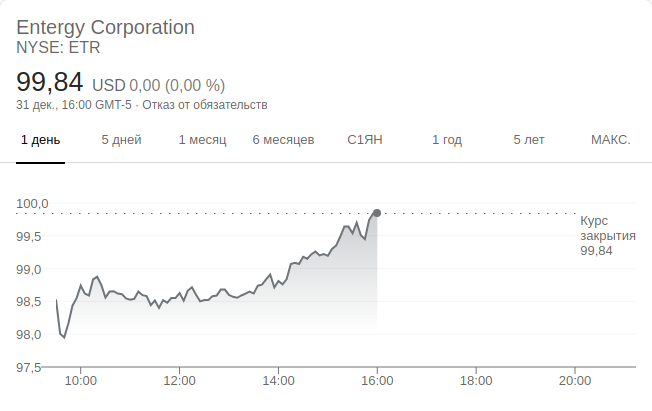 Entergy Corporation
NYSE: ETR
99,84 USD 0,00 (0,00 %)
31 дек., 16:00 GMT-5 · Отказ от обязательств
1 день 5 дней 1 месяц 6 месяцев С1ЯН 1 год 5 лет МАКС.
100,0
99,5
99,0
98,5
98,0
97,5
Курс
закрытия
99,84
10:00 12:00 14:00 16:00 18:00 20:00